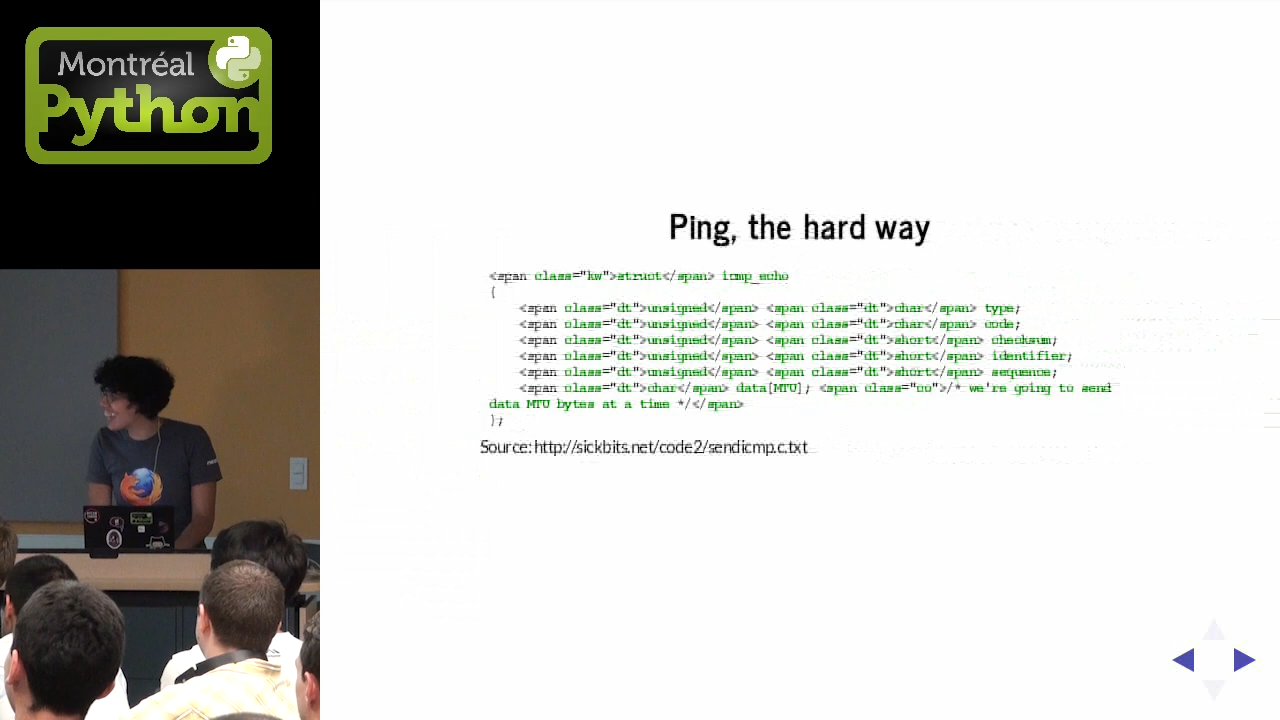 Montréal
Python
Ping, the hard way
<span class="kw">struct</span> icmp_echo
{
<span class="dt">unsigned</span> <span class="dt">char</span> type;
<span class="dt">unsigned</span> <span class="dt">char</span> code;
<span class="dt">unsigned</span> <span class="dt">short</span> checksum;
<span class="dt">unsigned</span> <span class="dt">short</span> identifier;
<span class="dt">unsigned</span> <span class="dt">short</span> sequence;
<span class="dt">char</span> data[MTU]; <span class="co">/* we're going to send
data MTU bytes at a time */</span>
};
Source: http://sickbits.net/code2/sendicmp.c.txt